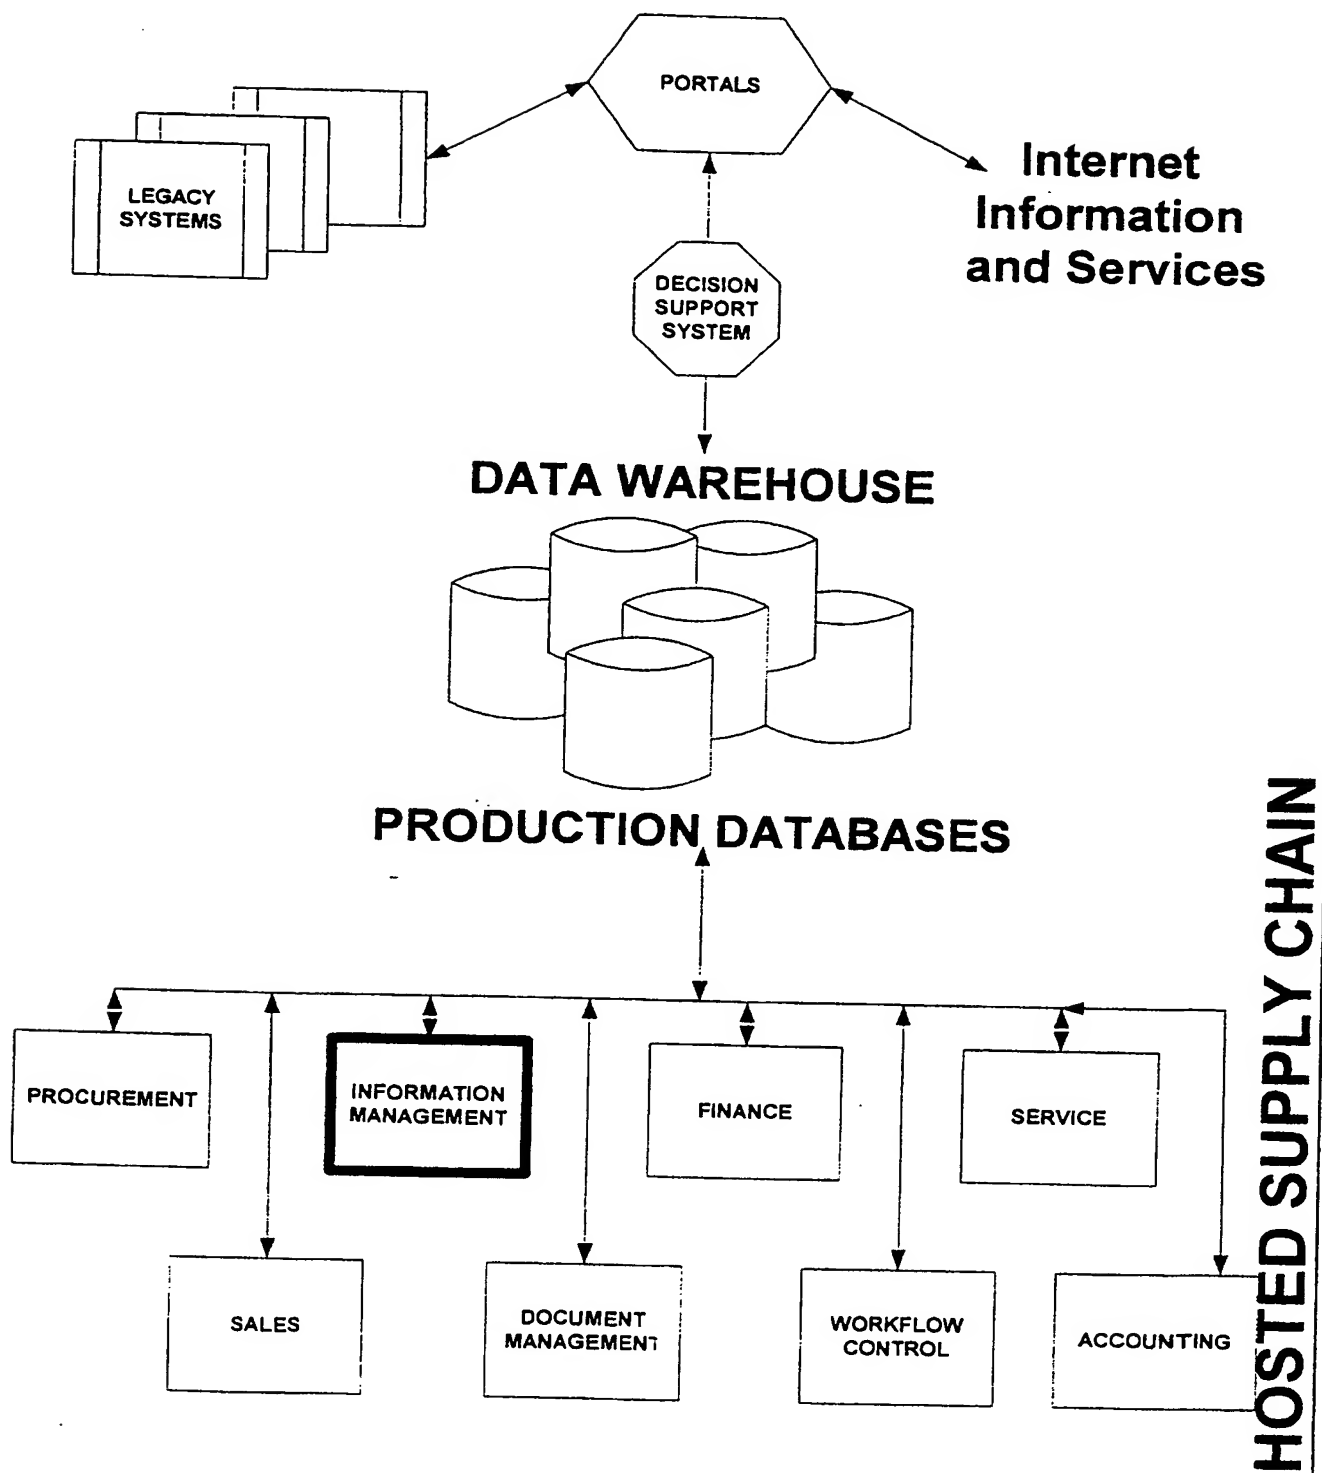 PORTALS
LEGACY
SYSTEMS
Internet
Information
and Services
DECISION
SUPPORT
SYSTEM
DATA WAREHOUSE
PRODUCTION DATABASES
HOSTED SUPPLY CHAIN
PROCUREMENT
INFORMATION
MANAGEMENT
FINANCE
SERVICE
SALES
DOCUMENT
MANAGEMENT
WORKFLOW
CONTROL
ACCOUNTING